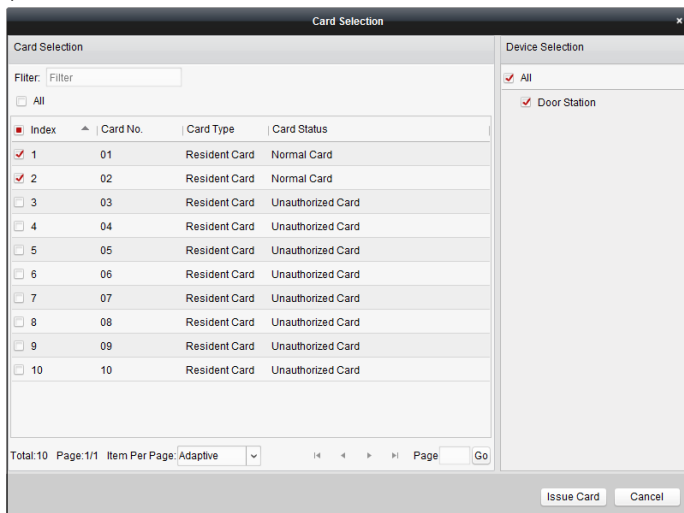 Card Selection ×
Card Selection
Device Selection
Fliter: Filter
All
All
Door Station
Index Card No. Card Type Card Status
1 01 Resident Card Normal Card
2 02 Resident Card Normal Card
3 03 Resident Card Unauthorized Card
4 04 Resident Card Unauthorized Card
5 05 Resident Card Unauthorized Card
6 06 Resident Card Unauthorized Card
7 07 Resident Card Unauthorized Card
8 08 Resident Card Unauthorized Card
9 09 Resident Card Unauthorized Card
10 10 Resident Card Unauthorized Card
Total:10 Page:1/1 Item Per Page: Adaptive Page Go
Issue Card Cancel